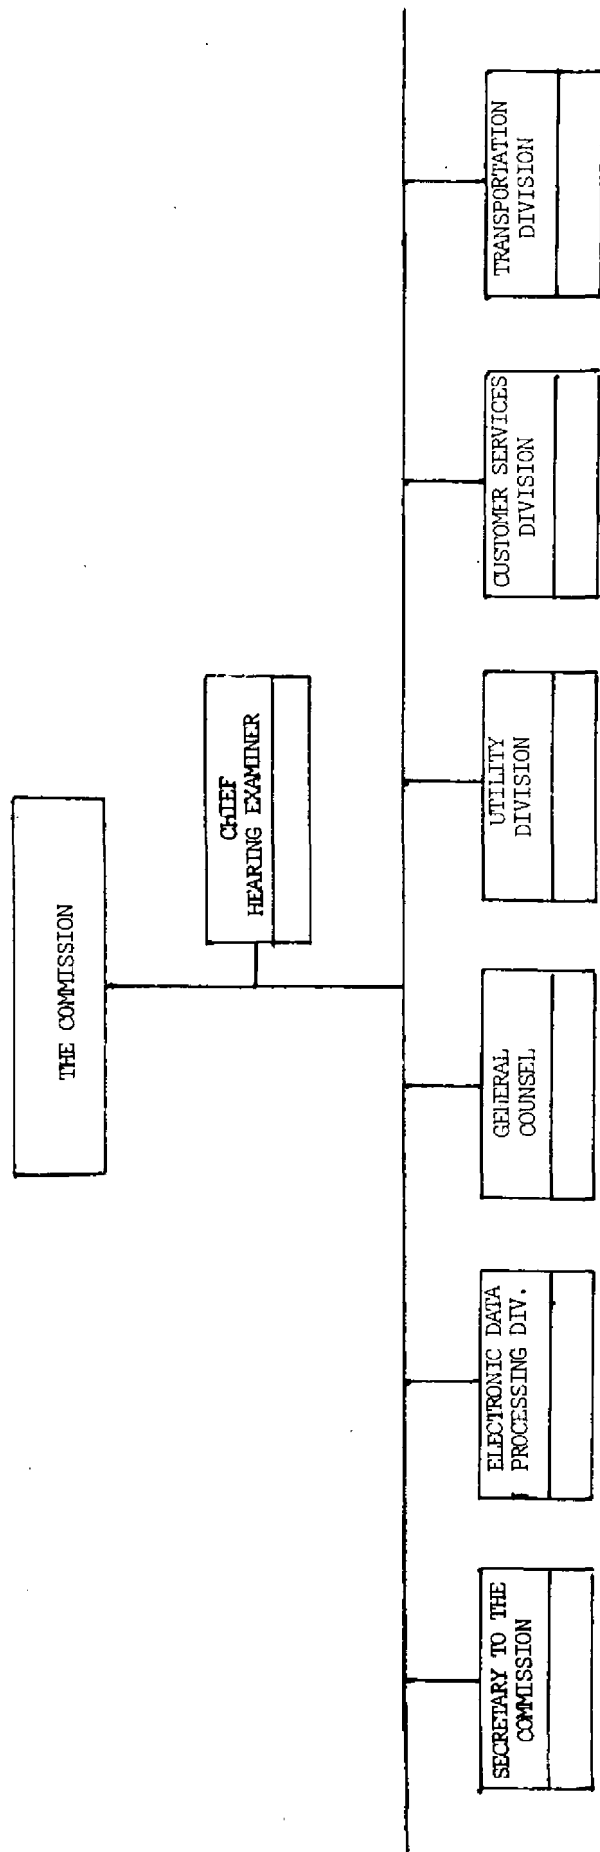 THE COMMISSION
CHIEF
HEARING EXAMINER
SECRETARY TO THE
COMMISSION
ELECTRONIC DATA
PROCESSING DIV.
GENERAL
COUNSEL
UTILITY
DIVISION
CUSTOMER SERVICES
DIVISION
TRANSPORTATION
DIVISION